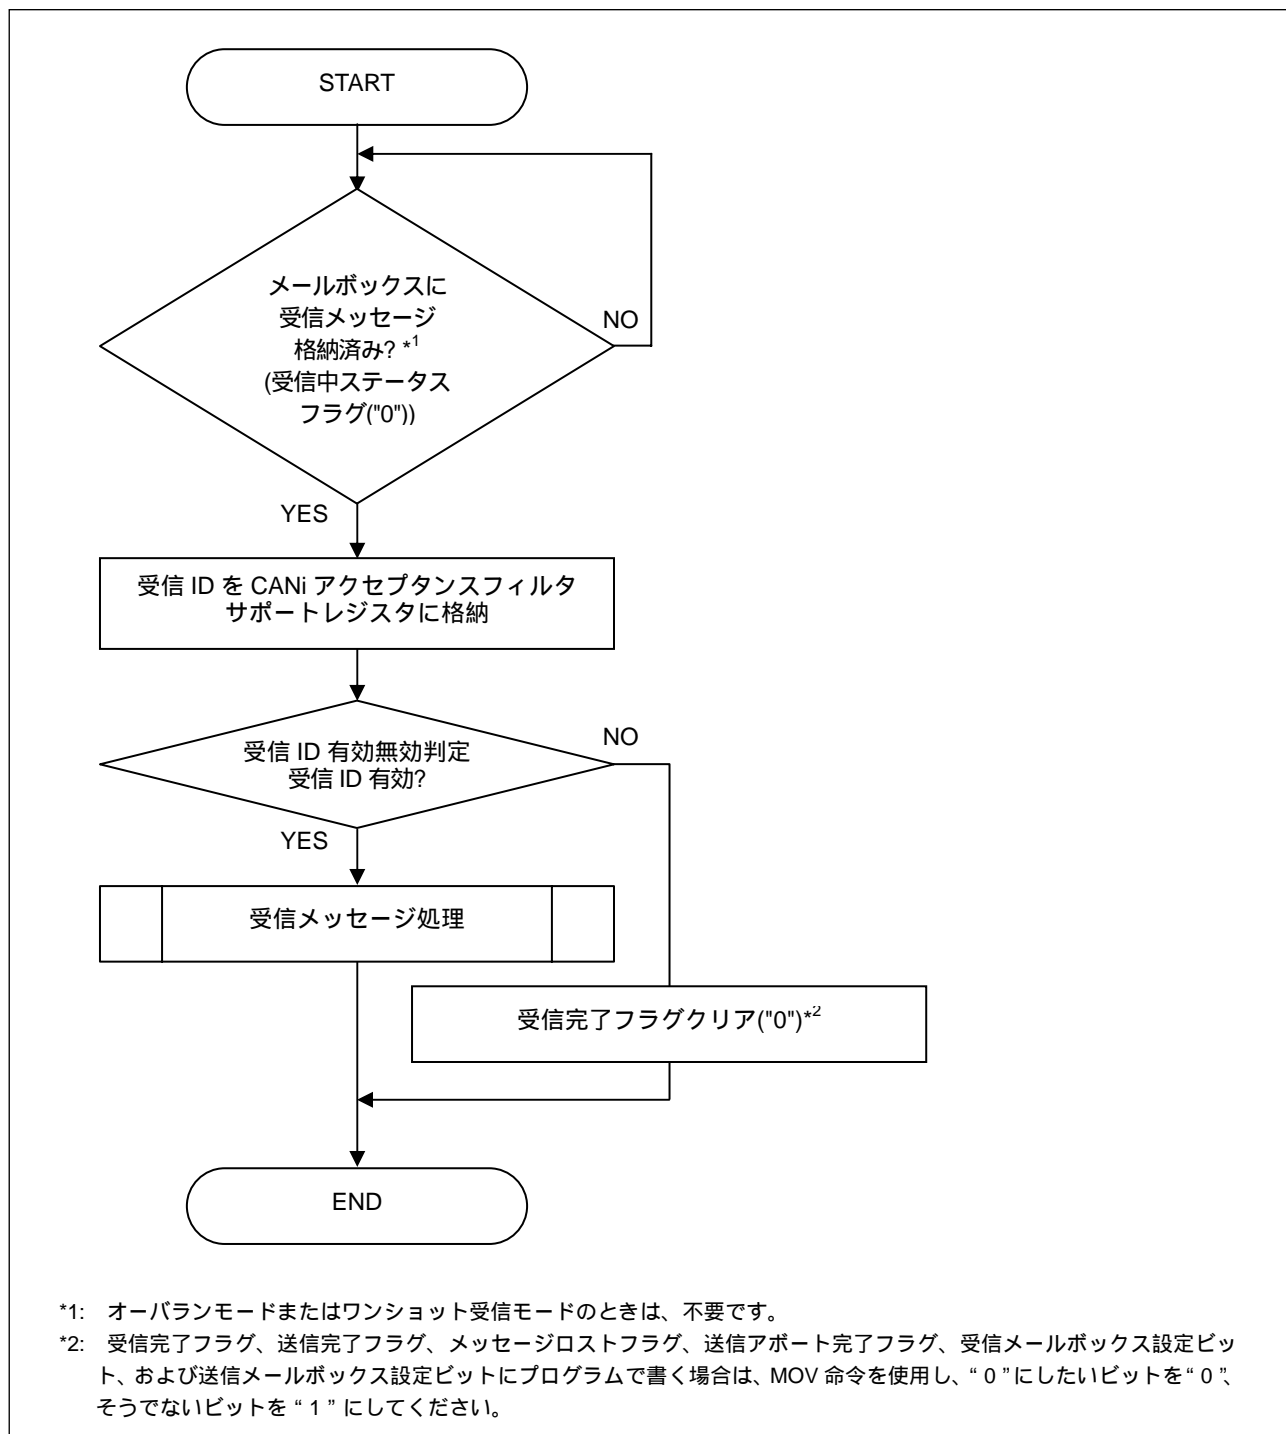 START
メールボックスに
受信メッセージ
格納済み? *1
(受信中ステータス
フラグ("0"))
NO
YES
受信 ID を CANi アクセプタンスフィルタ
サポートレジスタに格納
受信 ID 有効無効判定
受信 ID 有効?
NO
YES
受信メッセージ処理
受信完了フラグクリア("0")*2
END
*1: オーバランモードまたはワンショット受信モードのときは、不要です。
*2: 受信完了フラグ、送信完了フラグ、メッセージロストフラグ、送信アボート完了フラグ、受信メールボックス設定ビッ
ト、および送信メールボックス設定ビットにプログラムで書く場合は、MOV 命令を使用し、“ 0 ”にしたいビットを“ 0 ”、
そうでないビットを “ 1 ” にしてください。